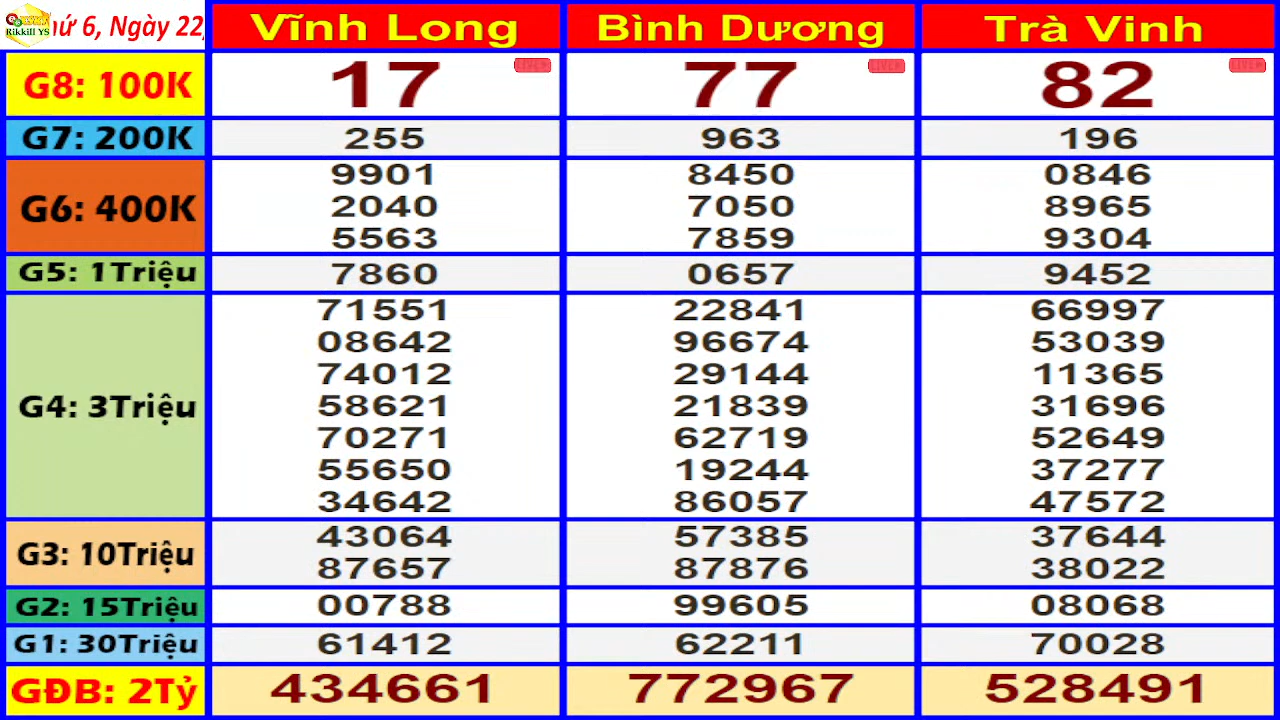 Rikkill YS
hứ 6, Ngày 22,
Vĩnh Long Bình Dương Trà Vinh
G8: 100K 17 77 82
G7: 200K 255 963 196
G6: 400K 9901 8450 0846
2040 7050 8965
5563 7859 9304
G5: 1Triệu 7860 0657 9452
G4: 3Triệu 71551 22841 66997
08642 96674 53039
74012 29144 11365
58621 21839 31696
70271 62719 52649
55650 19244 37277
34642 86057 47572
G3: 10Triệu 43064 57385 37644
87657 87876 38022
G2: 15Triệu 00788 99605 08068
G1: 30Triệu 61412 62211 70028
GĐB: 2Tỷ 434661 772967 528491